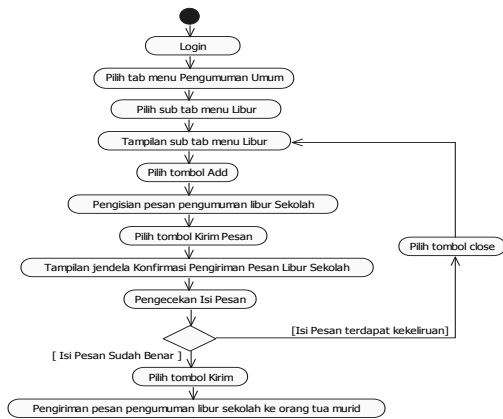 Login
Pilih tab menu Pengumuman Umum
Pilih sub tab menu Libur
Tampilan sub tab menu Libur
Pilih tombol Add
Pengisian pesan pengumuman libur Sekolah
Pilih tombol Kirim Pesan
Pilih tombol close
Tampilan jendela Konfirmasi Pengiriman Pesan Libur Sekolah
Pengecekan Isi Pesan
[Isi Pesan terdapat kekeliruan]
[ Isi Pesan Sudah Benar ]
Pilih tombol Kirim
Pengiriman pesan pengumuman libur sekolah ke orang tua murid